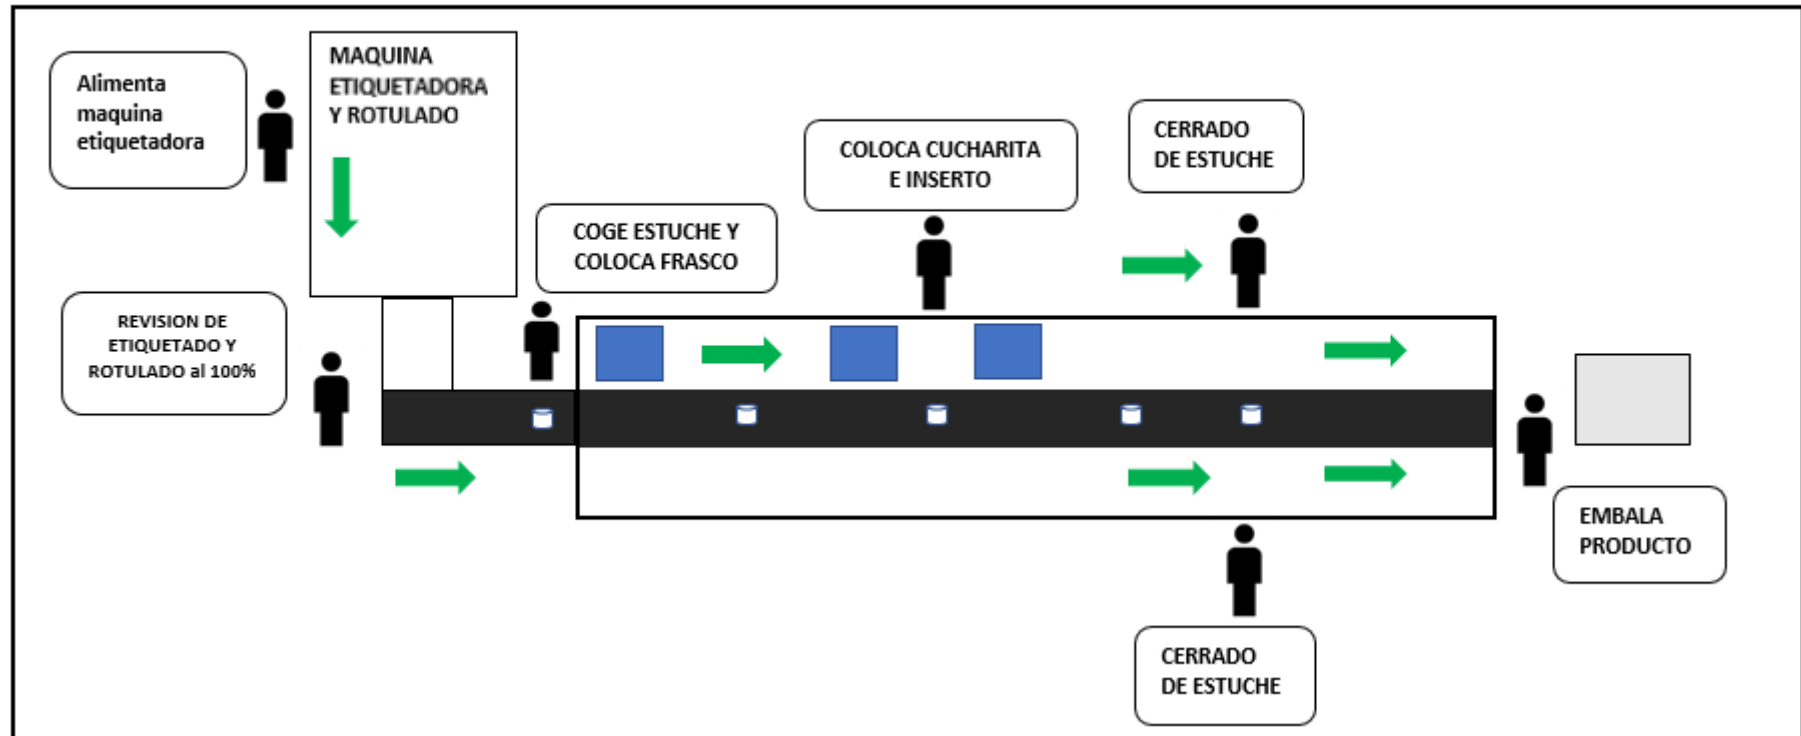 Alimenta
maquina
etiquetadora
MAQUINA
ETIQUETADORA
Y ROTULADO
REVISION DE
ETIQUETADO Y
ROTULADO al 100%
COGE ESTUCHE Y
COLOCA FRASCO
COLOCA CUCHARITA
E INSERTO
CERRADO
DE ESTUCHE
CERRADO
DE ESTUCHE
EMBALA
PRODUCTO